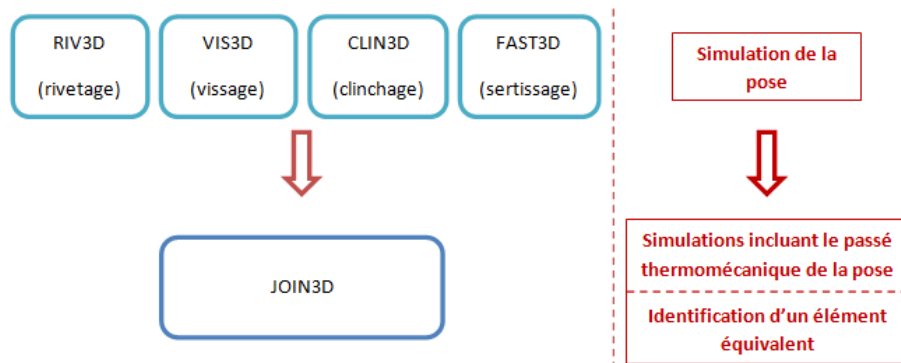 RIV3D
(rivetage)
VIS3D
(vissage)
CLIN3D
(clinchage)
FAST3D
(sertissage)
Simulation de la
pose
JOIN3D
Simulations incluant le passé
thermomécanique de la pose
Identification d'un élément
équivalent